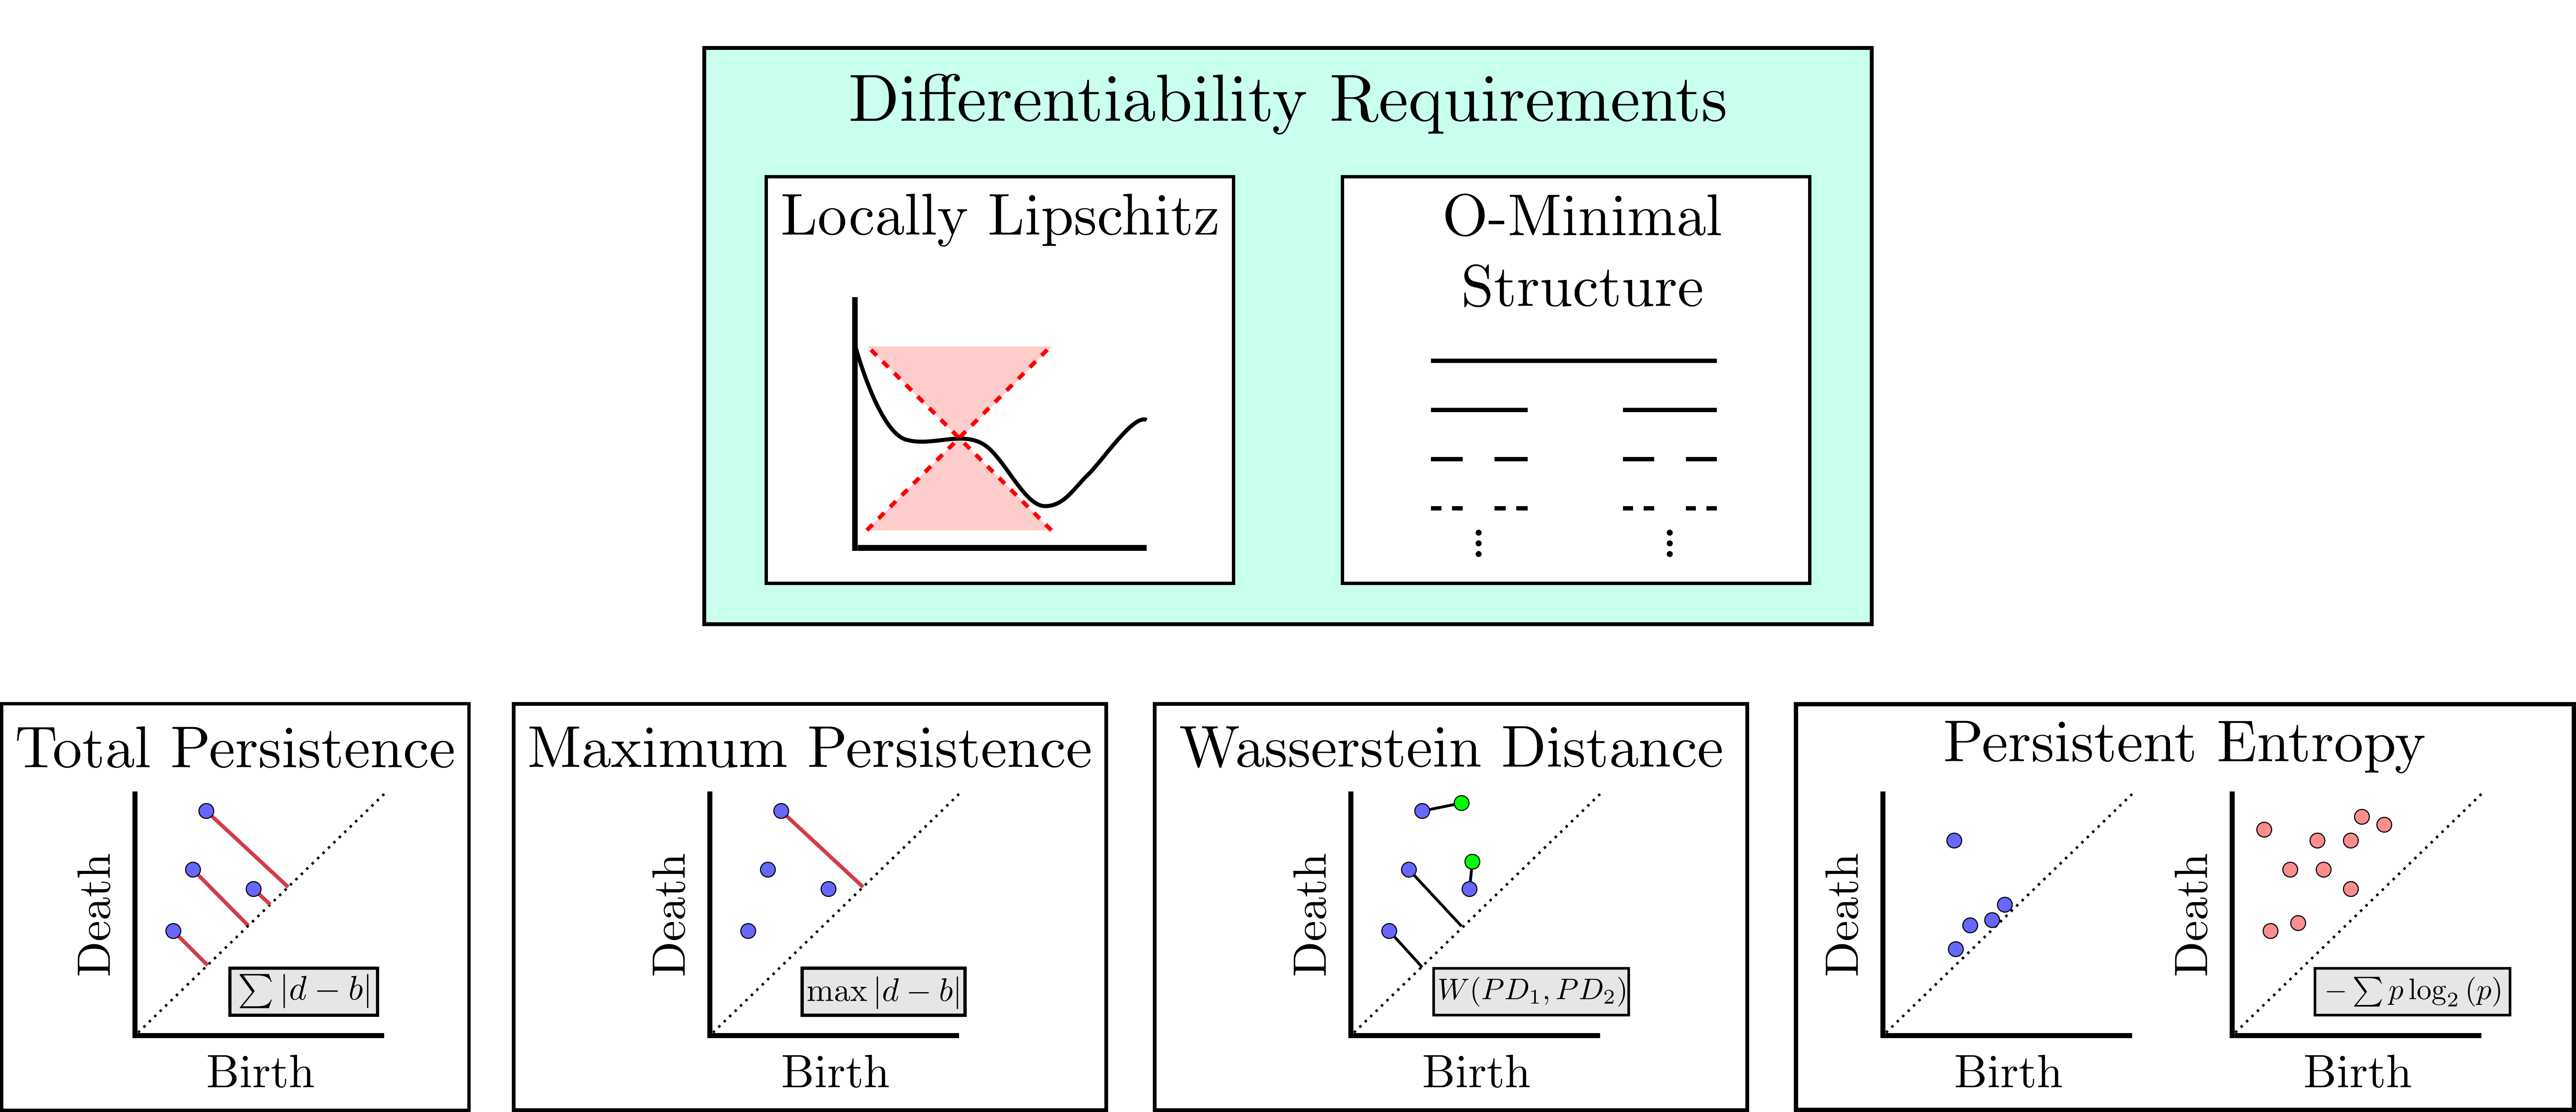 Differentiability Requirements
Locally Lipschitz
O-Minimal
Structure
Total Persistence
Death
∑ |d − b|
Birth
Maximum Persistence
Death
max |d − b|
Birth
Wasserstein Distance
Death
W(PD₁, PD₂)
Birth
Persistent Entropy
Death
Birth
Death
− ∑ p log₂ (p)
Birth